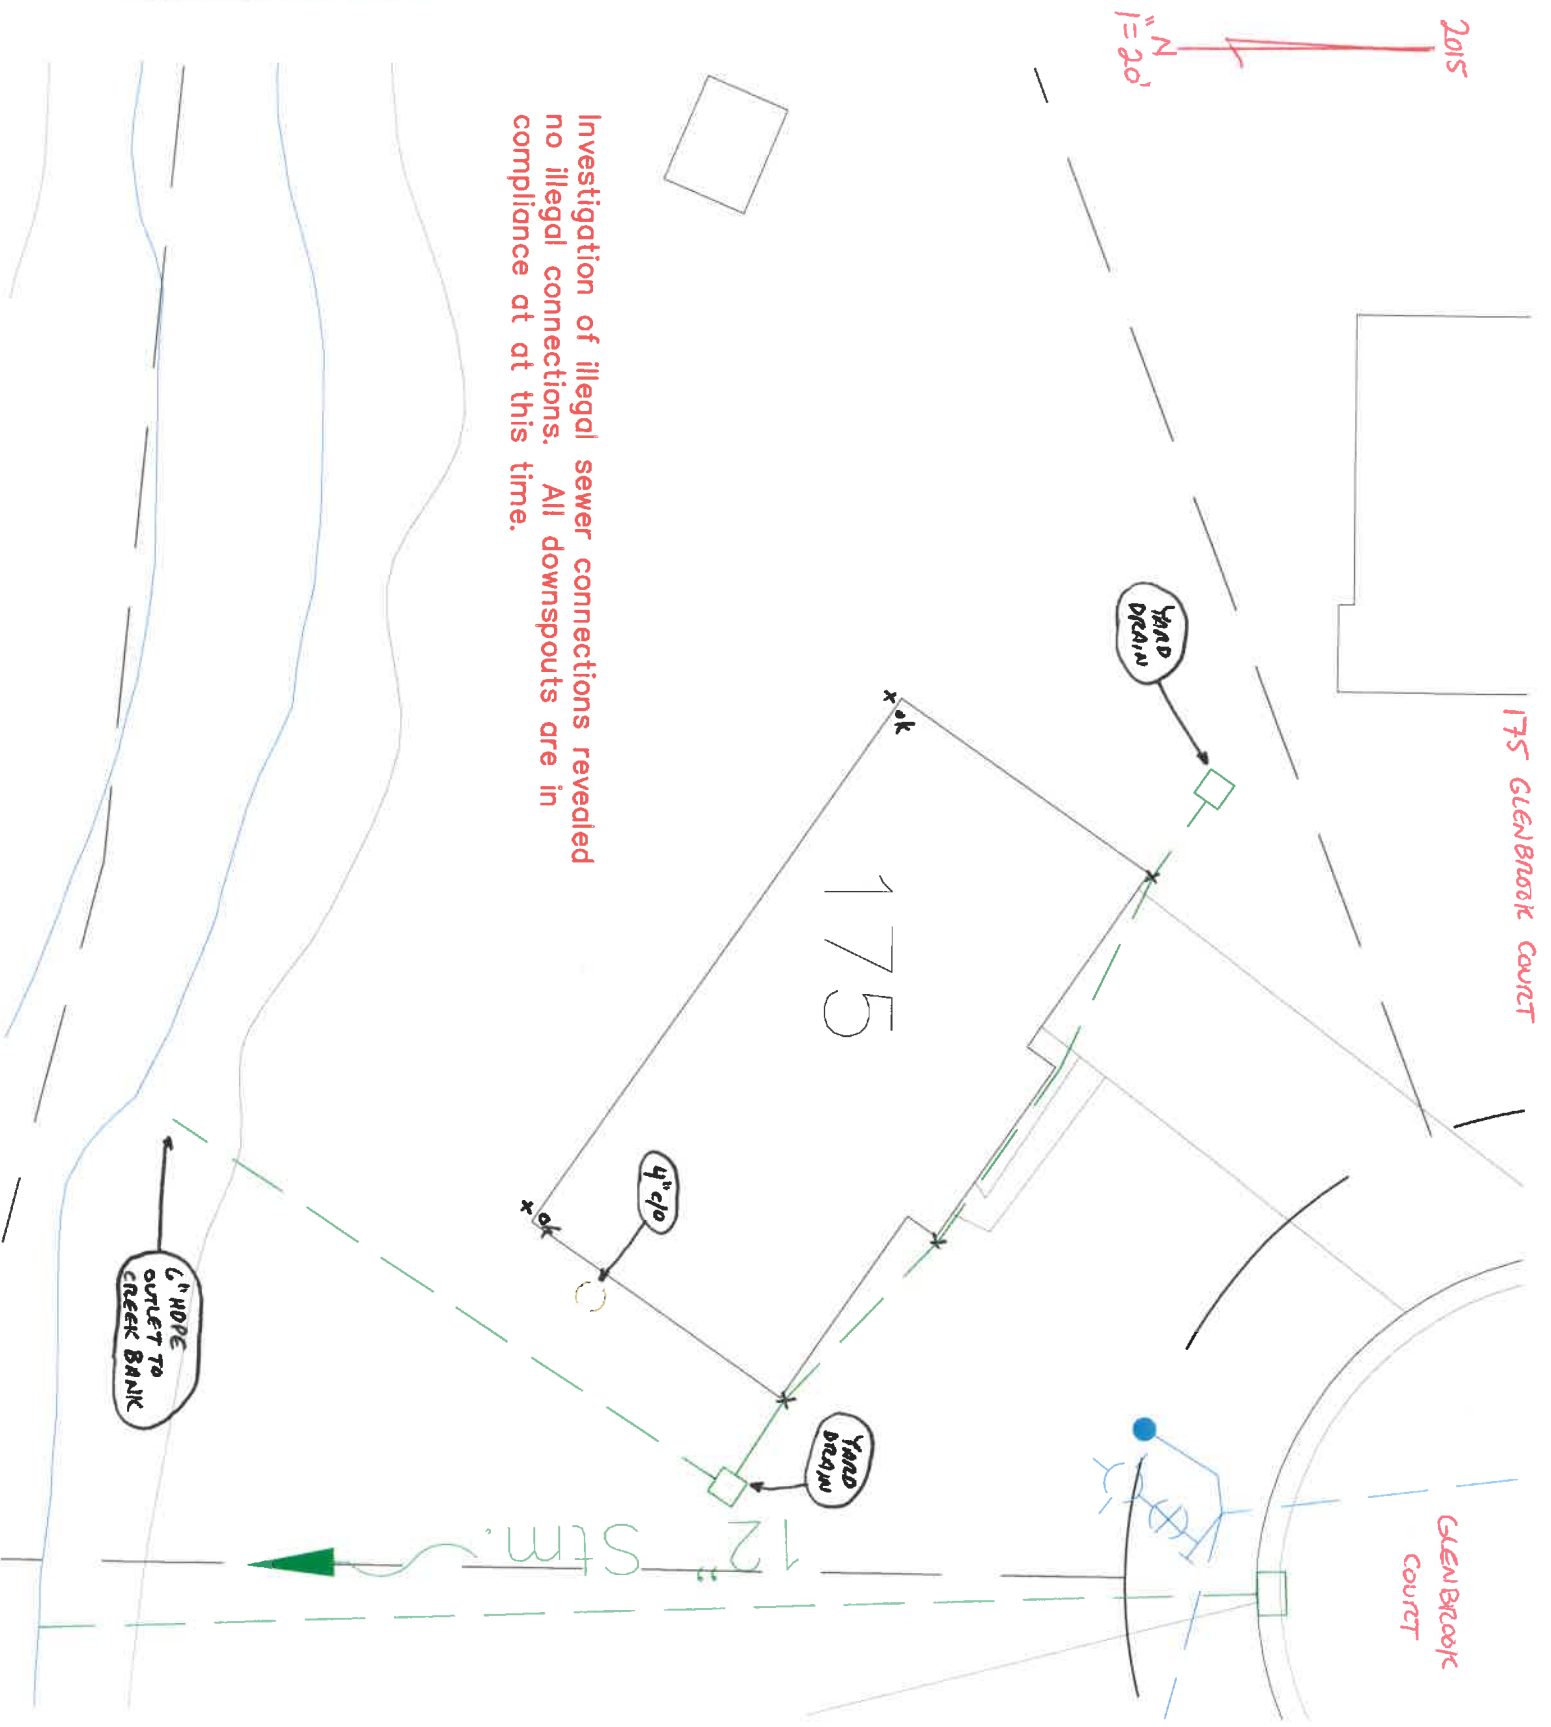 2015
N
1"=20'
175 GLENBROOK COURT
GLENBROOK
COURT
YARD
DRAIN
ok
175
4" c/o
ok
YARD
DRAIN
12" Stm.
Investigation of illegal sewer connections revealed
no illegal connections. All downspouts are in
compliance at at this time.
6" HDPE
OUTLET TO
CREEK BANK